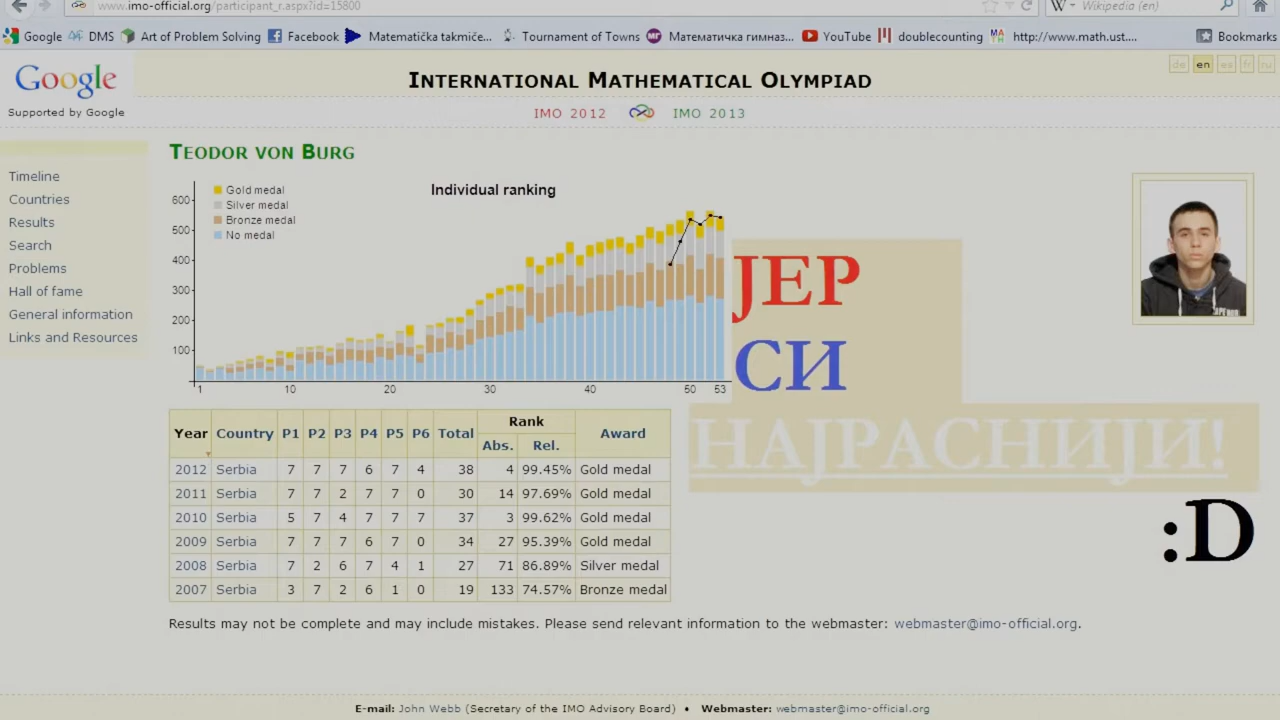 www.imo-official.org/participant_r.aspx?id=15800
Wikipedia (en)
Google DMS Art of Problem Solving Facebook Matematička takmiče... Tournament of Towns Математичка гимназ... YouTube doublecounting http://www.math.ust.... Bookmarks
Google
Supported by Google
INTERNATIONAL MATHEMATICAL OLYMPIAD
de en es fr ru
IMO 2012 IMO 2013
Timeline
Countries
Results
Search
Problems
Hall of fame
General information
Links and Resources
TEODOR VON BURG
Individual ranking
Gold medal
Silver medal
Bronze medal
No medal
600
500
400
300
200
100
1 10 20 30 40 50 53
ЈЕР
СИ
НАЈРАСНИЈИ!
:D
Year Country P1 P2 P3 P4 P5 P6 Total Rank Award
Abs. Rel.
2012 Serbia 7 7 7 6 7 4 38 4 99.45% Gold medal
2011 Serbia 7 7 2 7 7 0 30 14 97.69% Gold medal
2010 Serbia 5 7 4 7 7 7 37 3 99.62% Gold medal
2009 Serbia 7 7 7 6 7 0 34 27 95.39% Gold medal
2008 Serbia 7 2 6 7 4 1 27 71 86.89% Silver medal
2007 Serbia 3 7 2 6 1 0 19 133 74.57% Bronze medal
Results may not be complete and may include mistakes. Please send relevant information to the webmaster: webmaster@imo-official.org.
E-mail: John Webb (Secretary of the IMO Advisory Board) • Webmaster: webmaster@imo-official.org